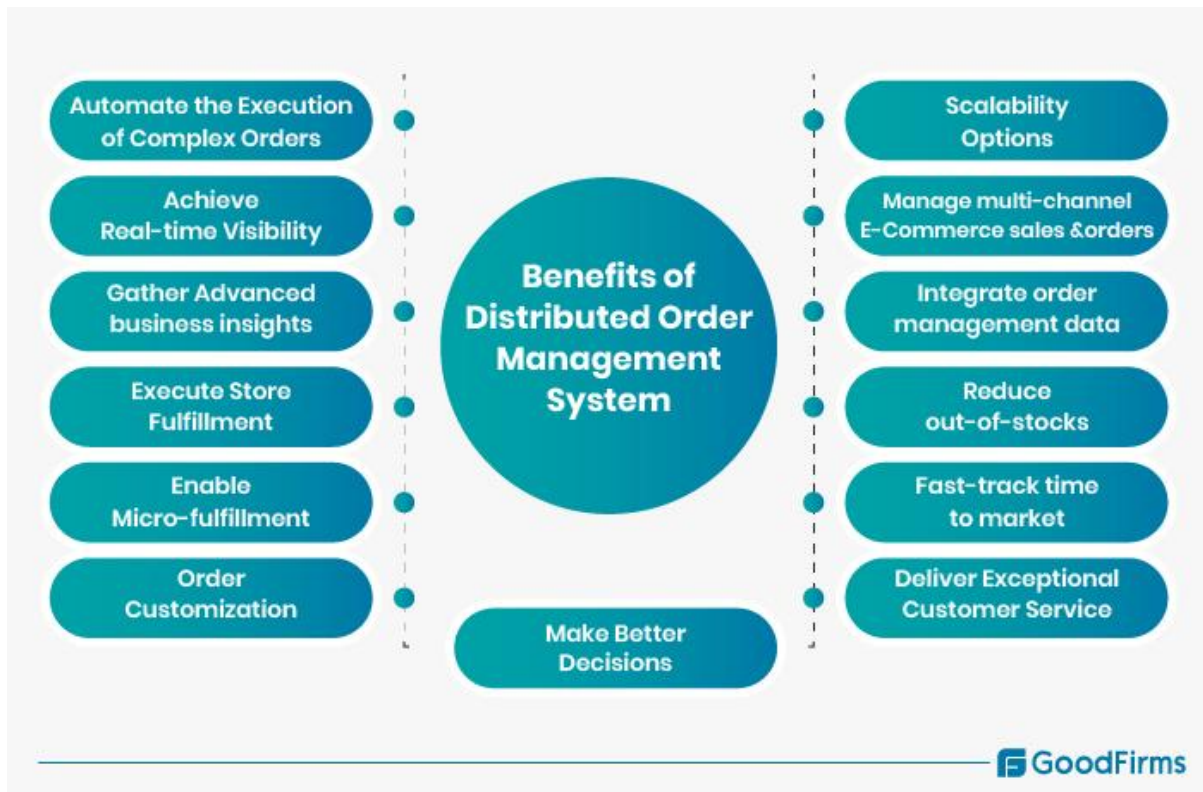 Automate the Execution
of Complex Orders
Achieve
Real-time Visibility
Gather Advanced
business insights
Execute Store
Fulfillment
Enable
Micro-fulfillment
Order
Customization
Benefits of
Distributed Order
Management
System
Make Better
Decisions
Scalability
Options
Manage multi-channel
E-Commerce sales &orders
Integrate order
management data
Reduce
out-of-stocks
Fast-track time
to market
Deliver Exceptional
Customer Service
GoodFirms